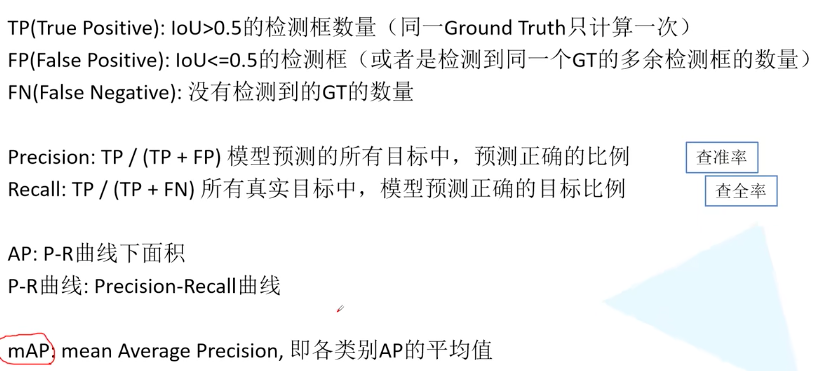 TP(True Positive): IoU>0.5的检测框数量（同一Ground Truth只计算一次）
FP(False Positive): IoU<=0.5的检测框（或者是检测到同一个GT的多余检测框的数量）
FN(False Negative): 没有检测到的GT的数量
Precision: TP / (TP + FP) 模型预测的所有目标中，预测正确的比例 查准率
Recall: TP / (TP + FN) 所有真实目标中，模型预测正确的目标比例 查全率
AP: P-R曲线下面积
P-R曲线: Precision-Recall曲线
mAP: mean Average Precision, 即各类别AP的平均值